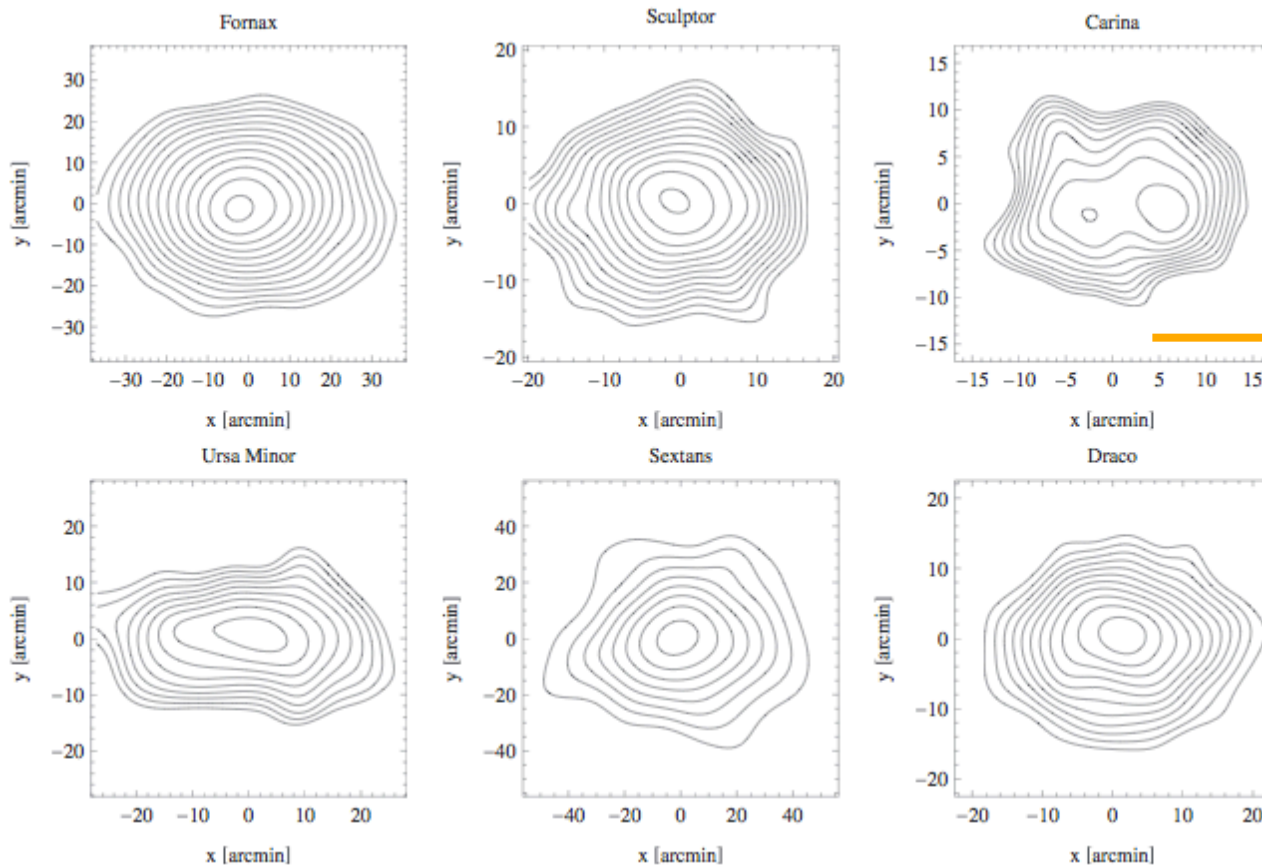 Fornax
30
20
10
0
−10
−20
−30
y [arcmin]
−30 −20 −10 0 10 20 30
x [arcmin]
Sculptor
20
10
0
−10
−20
y [arcmin]
−20 −10 0 10 20
x [arcmin]
Carina
15
10
5
0
−5
−10
−15
y [arcmin]
−15 −10 −5 0 5 10 15
x [arcmin]
Ursa Minor
20
10
0
−10
−20
y [arcmin]
−20 −10 0 10 20
x [arcmin]
Sextans
40
20
0
−20
−40
y [arcmin]
−40 −20 0 20 40
x [arcmin]
Draco
20
10
0
−10
−20
y [arcmin]
−20 −10 0 10 20
x [arcmin]